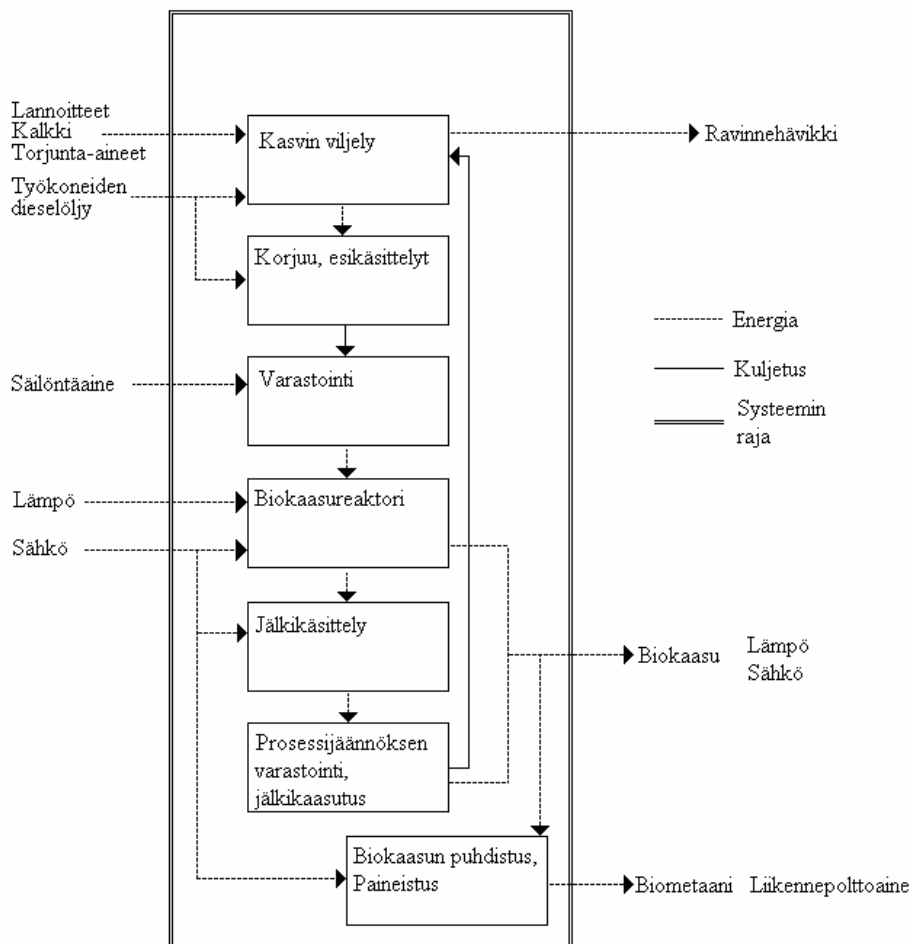 Lannoitteet
Kalkki
Torjunta-aineet
Työkoneiden
dieselöljy
Säilöntäaine
Lämpö
Sähkö
Kasvin viljely
Korjuu, esikäsittelyt
Varastointi
Biokaasureaktori
Jälkikäsittely
Prosessijäännöksen
varastointi,
jälkikaasutus
Biokaasun puhdistus,
Paineistus
Ravinnehävikki
Energia
Kuljetus
Systeemin
raja
Biokaasu
Lämpö
Sähkö
Biometaani
Liikennepolttoaine